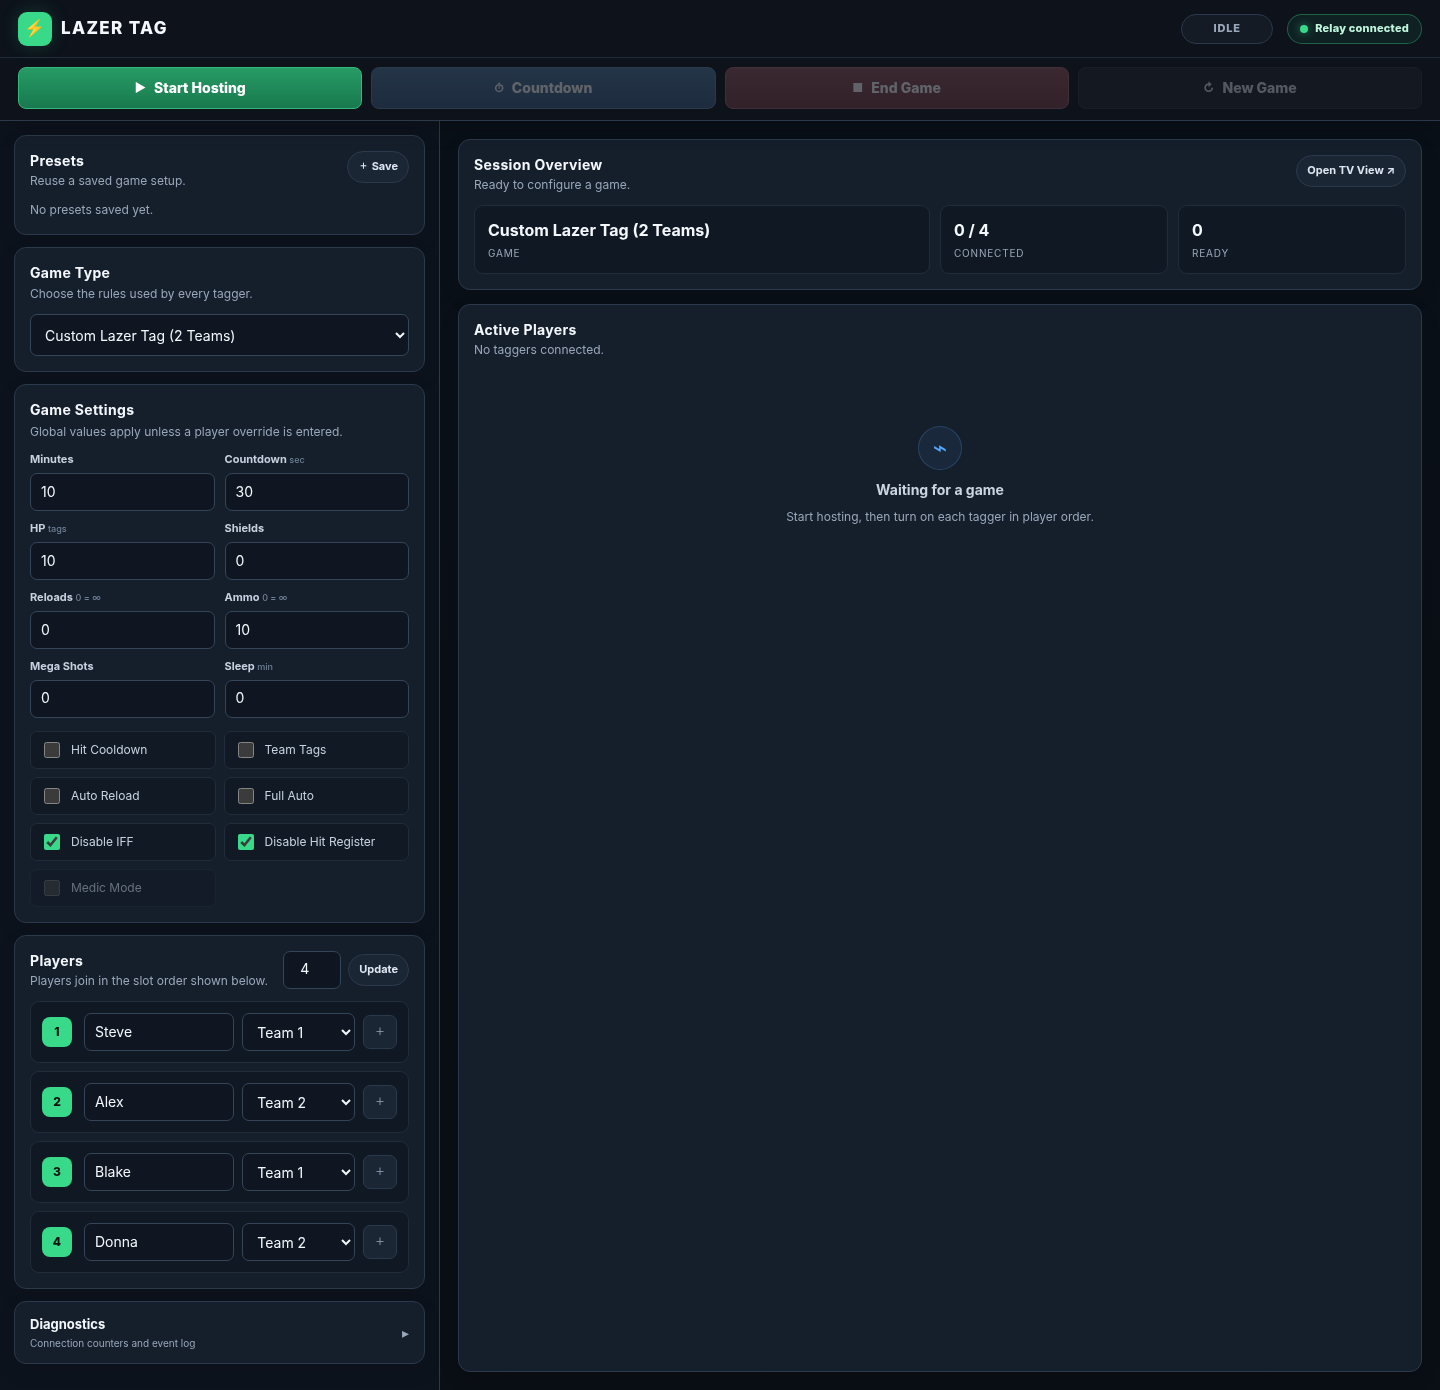 ⚡ LAZER TAG
IDLE
Relay connected
▶ Start Hosting
⏱ Countdown
■ End Game
↻ New Game
Presets
Reuse a saved game setup.
+ Save
No presets saved yet.
Game Type
Choose the rules used by every tagger.
Custom Lazer Tag (2 Teams)
Game Settings
Global values apply unless a player override is entered.
Minutes
Countdown sec
10
30
HP tags
Shields
10
0
Reloads 0 = ∞
Ammo 0 = ∞
0
10
Mega Shots
Sleep min
0
0
Hit Cooldown
Team Tags
Auto Reload
Full Auto
Disable IFF
Disable Hit Register
Medic Mode
Players
Players join in the slot order shown below.
4
Update
1 Steve Team 1 +
2 Alex Team 2 +
3 Blake Team 1 +
4 Donna Team 2 +
Diagnostics
Connection counters and event log
▸
Session Overview
Ready to configure a game.
Open TV View ↗
Custom Lazer Tag (2 Teams)
GAME
0 / 4
CONNECTED
0
READY
Active Players
No taggers connected.
Waiting for a game
Start hosting, then turn on each tagger in player order.